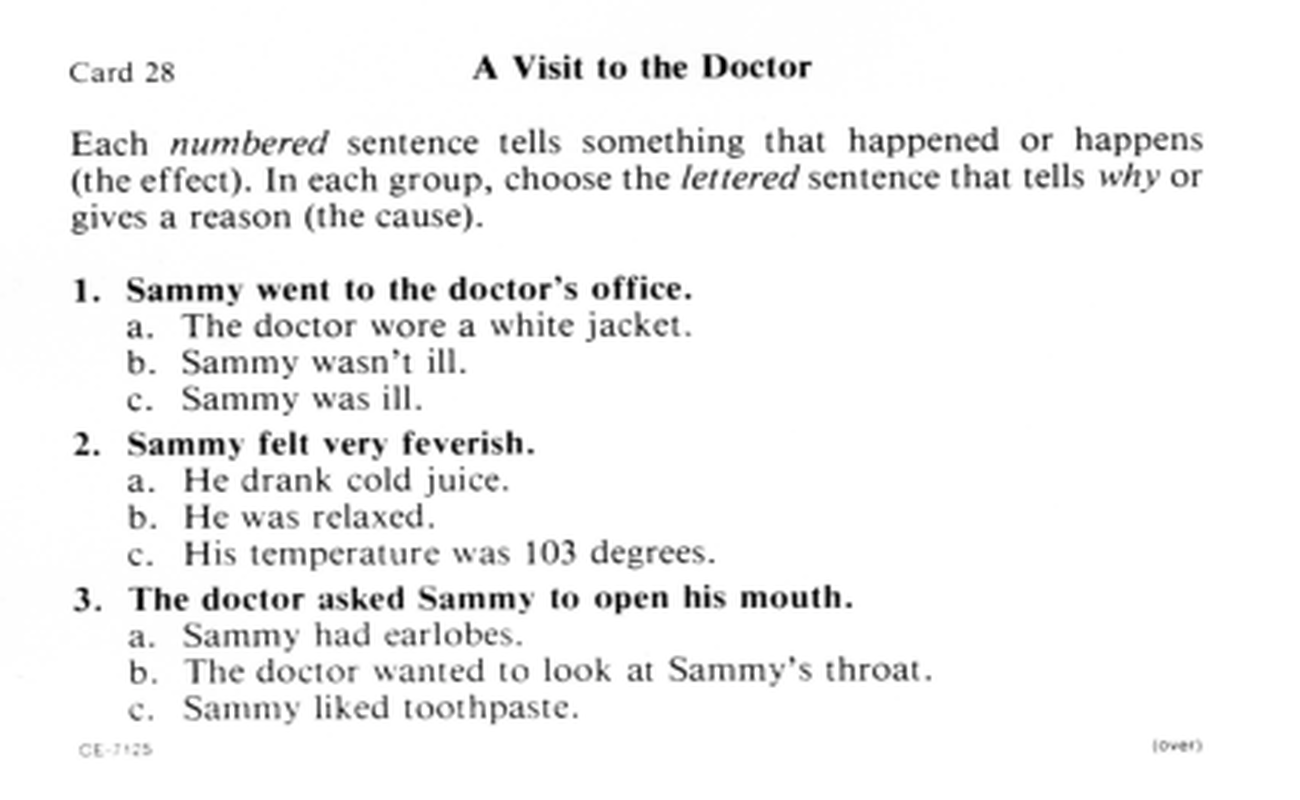 Card 28
A Visit to the Doctor
Each numbered sentence tells something that happened or happens
(the effect). In each group, choose the lettered sentence that tells why or
gives a reason (the cause).
1. Sammy went to the doctor's office.
a. The doctor wore a white jacket.
b. Sammy wasn't ill.
c. Sammy was ill.
2. Sammy felt very feverish.
a. He drank cold juice.
b. He was relaxed.
c. His temperature was 103 degrees.
3. The doctor asked Sammy to open his mouth.
a. Sammy had earlobes.
b. The doctor wanted to look at Sammy's throat.
c. Sammy liked toothpaste.
CE-7125
(over)